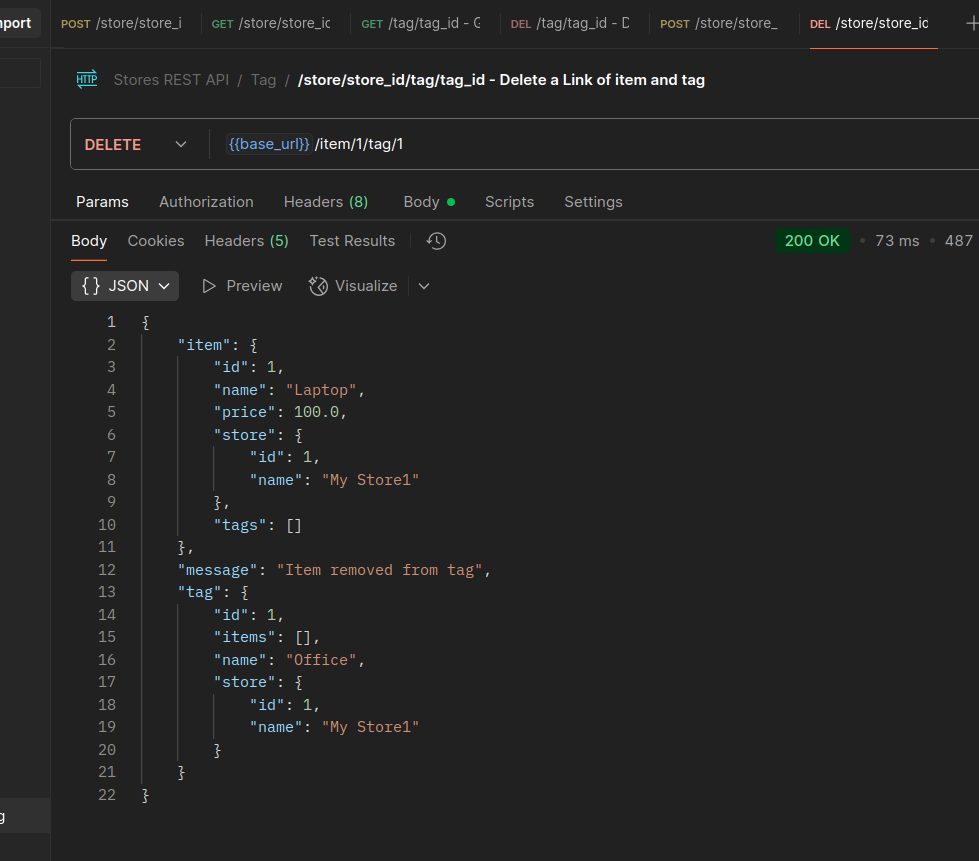 mport POST /store/store_i GET /store/store_ic GET /tag/tag_id - G DEL /tag/tag_id - D POST /store/store_ DEL /store/store_ic +
HTTP Stores REST API / Tag / /store/store_id/tag/tag_id - Delete a Link of item and tag
DELETE {{base_url}} /item/1/tag/1
Params Authorization Headers (8) Body Scripts Settings
Body Cookies Headers (5) Test Results 200 OK • 73 ms • 487
{} JSON Preview Visualize
1 {
2 "item": {
3 "id": 1,
4 "name": "Laptop",
5 "price": 100.0,
6 "store": {
7 "id": 1,
8 "name": "My Store1"
9 },
10 "tags": []
11 },
12 "message": "Item removed from tag",
13 "tag": {
14 "id": 1,
15 "items": [],
16 "name": "Office",
17 "store": {
18 "id": 1,
19 "name": "My Store1"
20 }
21 }
22 }
g